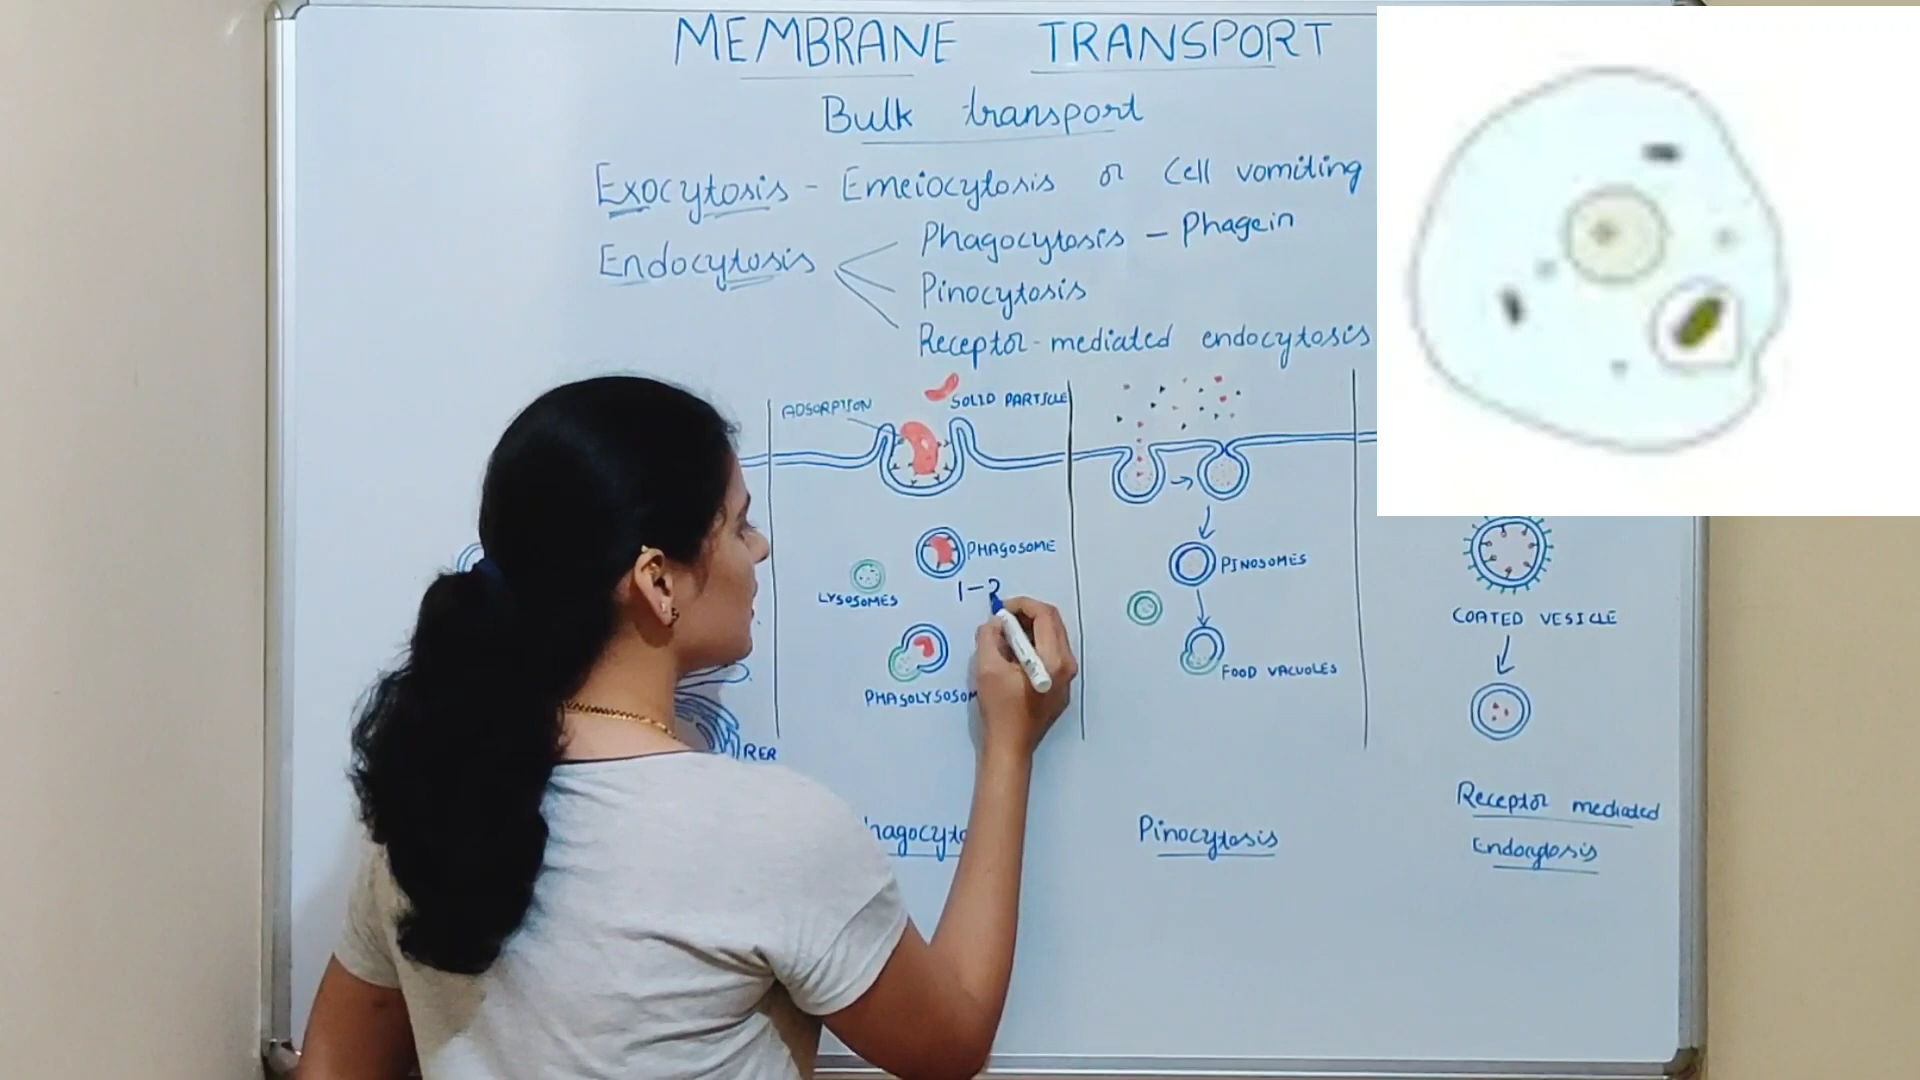 MEMBRANE TRANSPORT
Bulk transport
Exocytosis - Emeiocytosis or Cell vomiting
Endocytosis
Phagocytosis - Phagein
Pinocytosis
Receptor-mediated endocytosis
ADSORPTION
SOLID PARTICLE
PHAGOSOME
LYSOSOMES
1-2
PINOSOMES
FOOD VACUOLES
COATED VESICLE
RER
Pinocytosis
Receptor mediated
Endocytosis